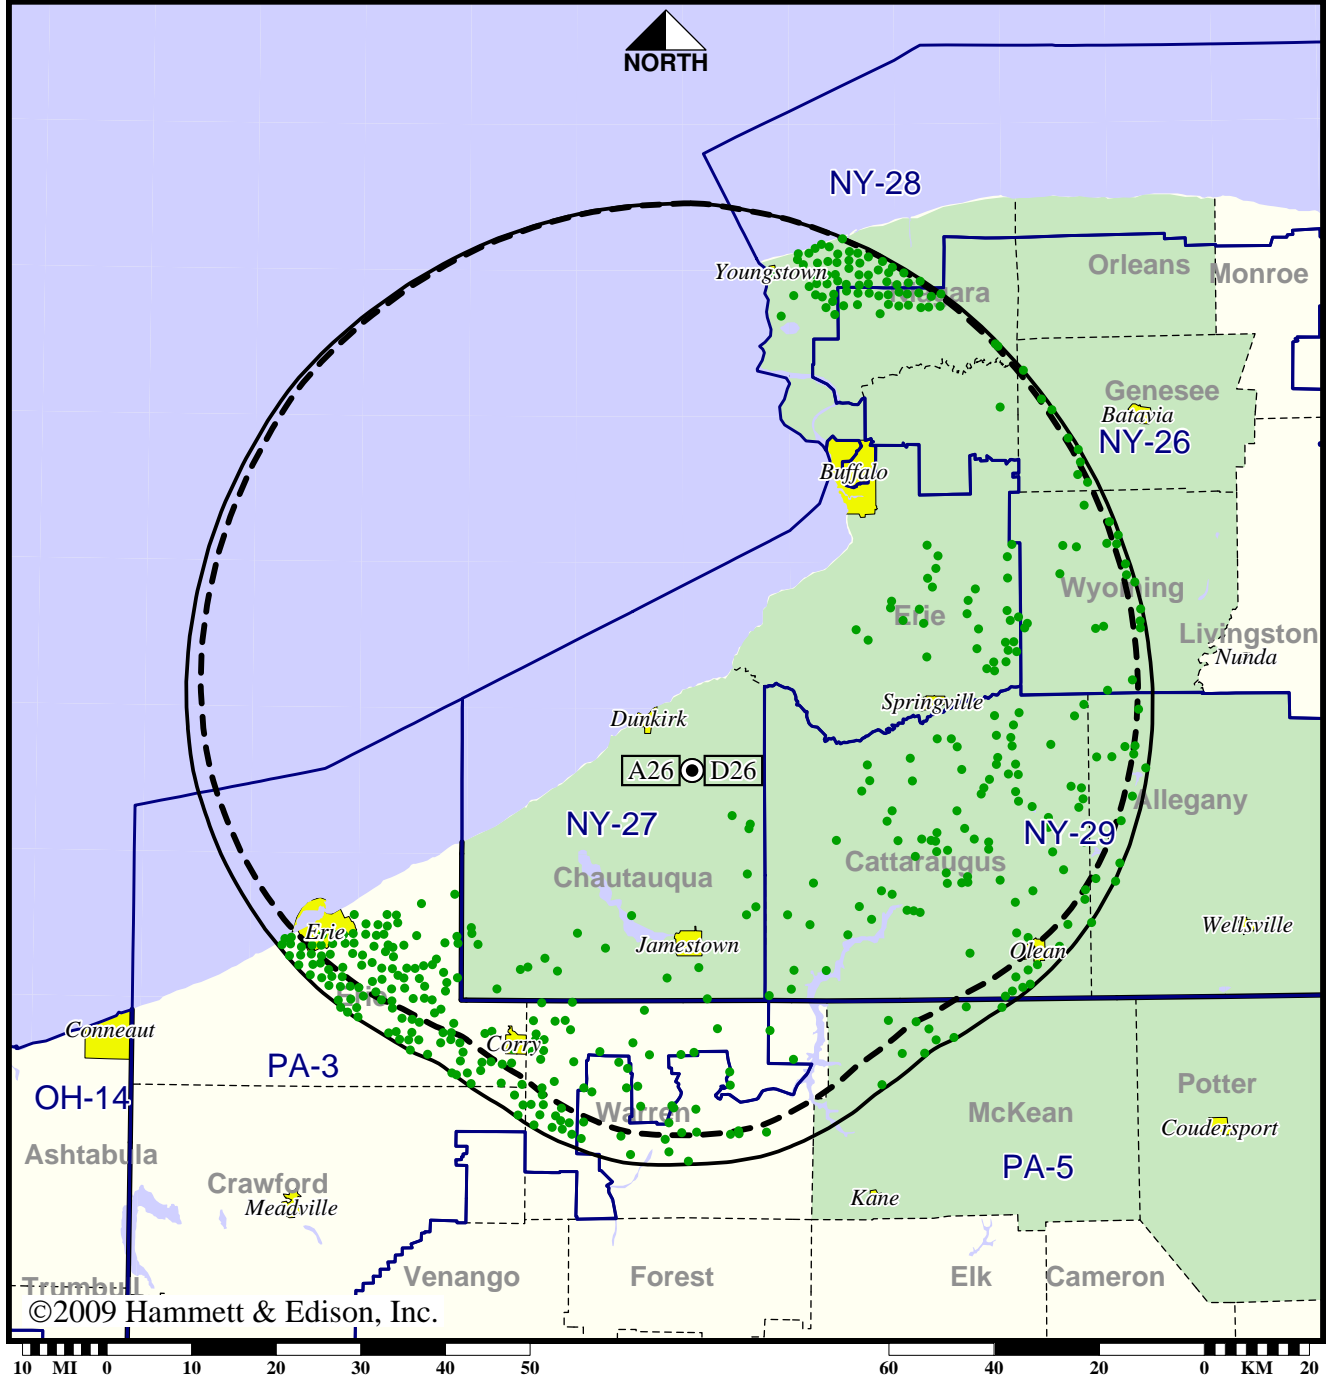 NORTH
NY-28
Orleans
Monroe
Youngstown
Niagara
Genesee
Batavia
NY-26
Buffalo
Wyoming
Erie
Livingston
Nunda
Springville
Dunkirk
A26 D26
Allegany
NY-27
NY-29
Cattaraugus
Chautauqua
Wellsville
Erie
Jamestown
Olean
Erie
Conneaut
Corry
PA-3
Potter
OH-14
Warren
McKean
Coudersport
Ashtabula
PA-5
Crawford
Kane
Meadville
Venango
Forest
Elk
Cameron
Trumbull
©2009 Hammett & Edison, Inc.
10 MI 0 10 20 30 40 50 60 40 20 0 KM 20